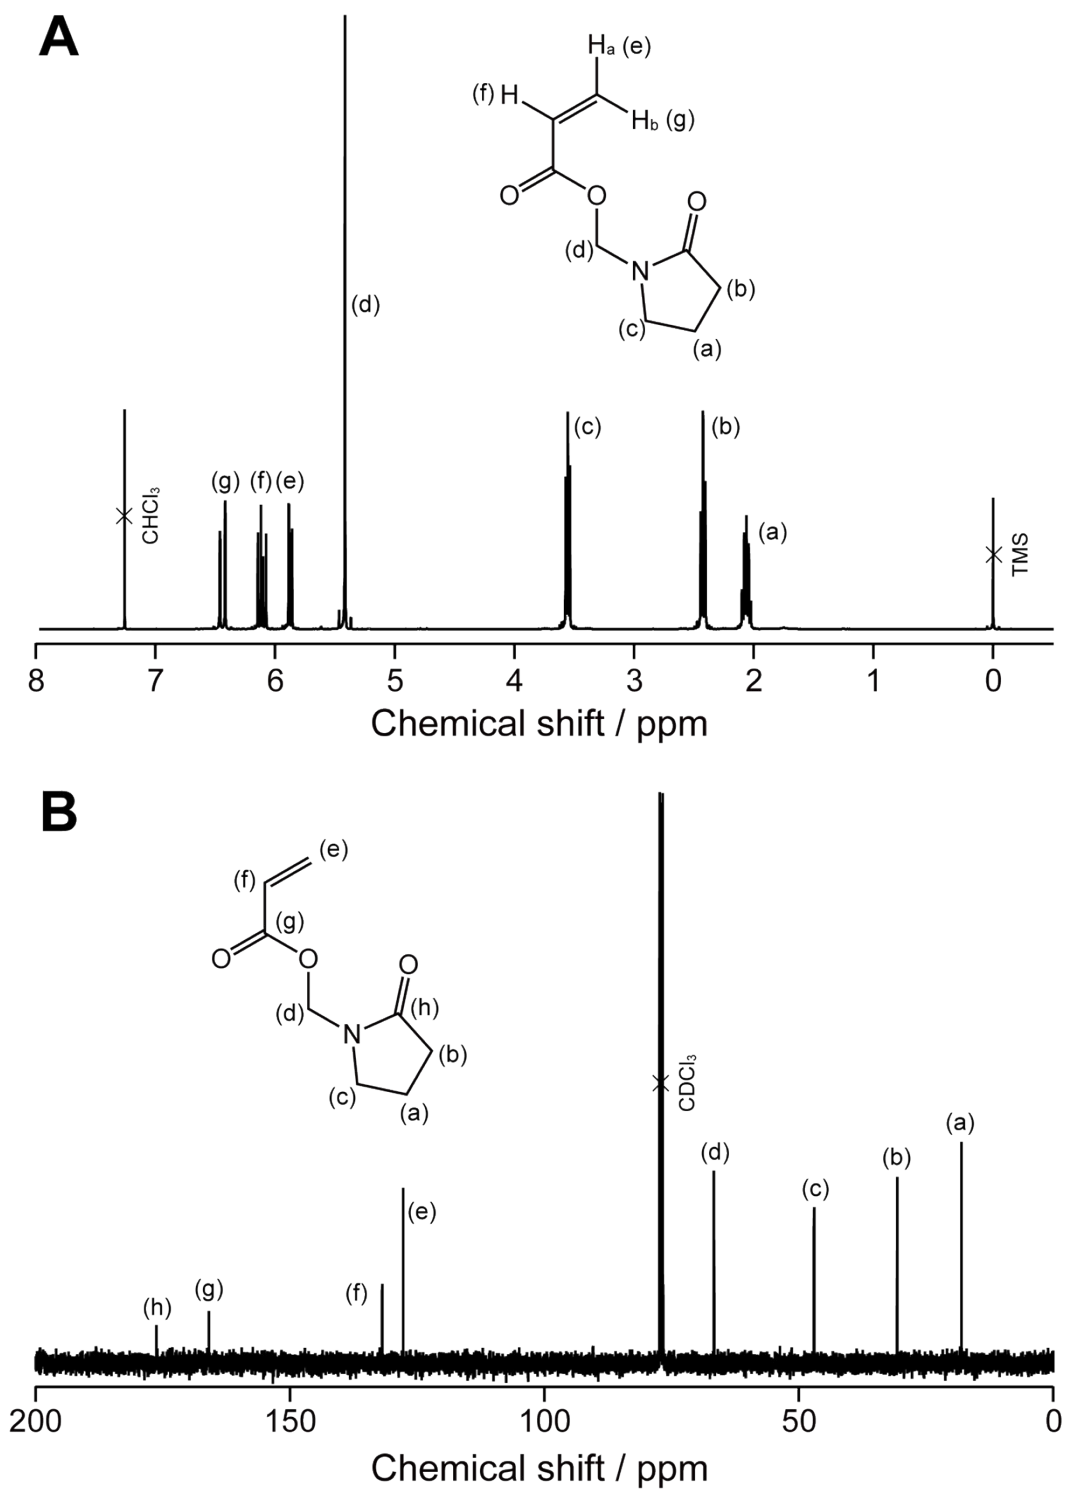 A
Hₐ (e)
(f) H
H_b (g)
O
O
O
(d)
N
(b)
(c)
(a)
(d)
CHCl₃
(g)
(f)
(e)
(c)
(b)
(a)
TMS
8 7 6 5 4 3 2 1 0
Chemical shift / ppm
B
(e)
(f)
(g)
O
O
O
(d)
(h)
N
(b)
(c)
(a)
CDCl₃
(h)
(g)
(f)
(e)
(d)
(c)
(b)
(a)
200 150 100 50 0
Chemical shift / ppm